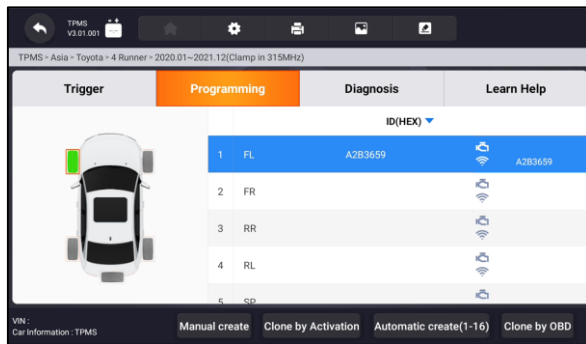 TPMS
V3.01.001
TPMS > Asia > Toyota > 4 Runner > 2020.01~2021.12(Clamp in 315MHz)
Trigger Programming Diagnosis Learn Help
ID(HEX) ▼
1 FL A2B3659 A2B3659
2 FR
3 RR
4 RL
5 SP
VIN :
Car Information : TPMS
Manual create Clone by Activation Automatic create(1-16) Clone by OBD